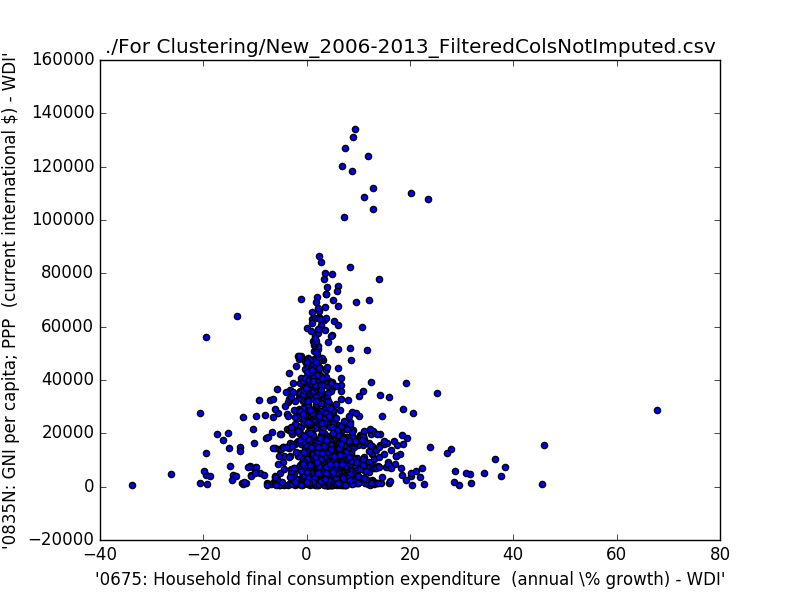 ./For Clustering/New_2006-2013_FilteredColsNotImputed.csv
'0835N: GNI per capita; PPP (current international $) - WDI'
160000
140000
120000
100000
80000
60000
40000
20000
0
−20000
−40 −20 0 20 40 60 80
'0675: Household final consumption expenditure (annual \% growth) - WDI'